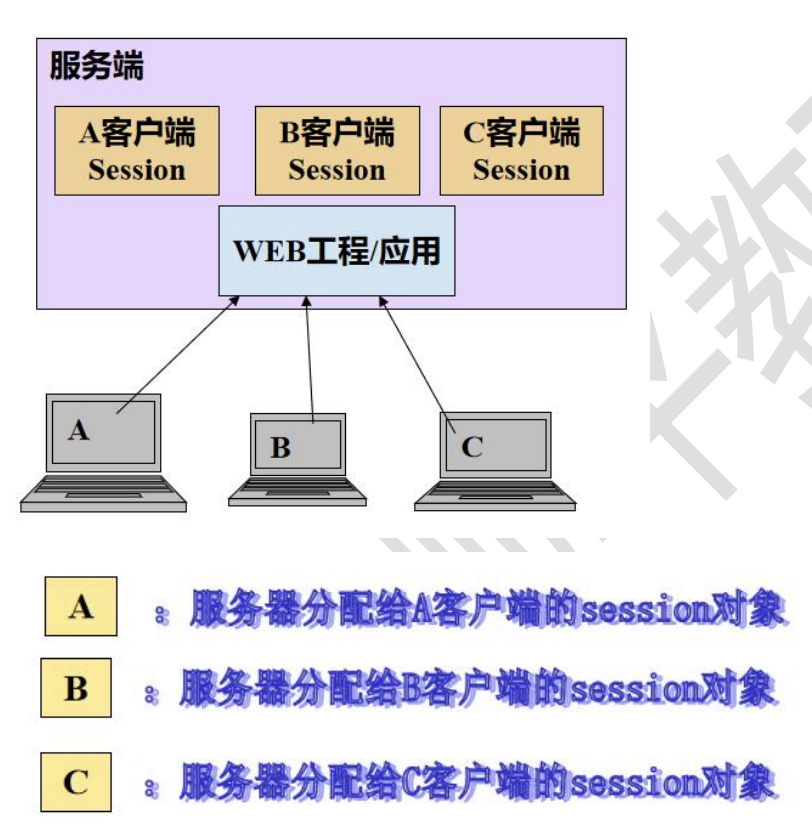 服务端
A客户端
Session
B客户端
Session
C客户端
Session
WEB工程/应用
A
B
C
A ：服务器分配给A客户端的session对象
B ：服务器分配给B客户端的session对象
C ：服务器分配给C客户端的session对象